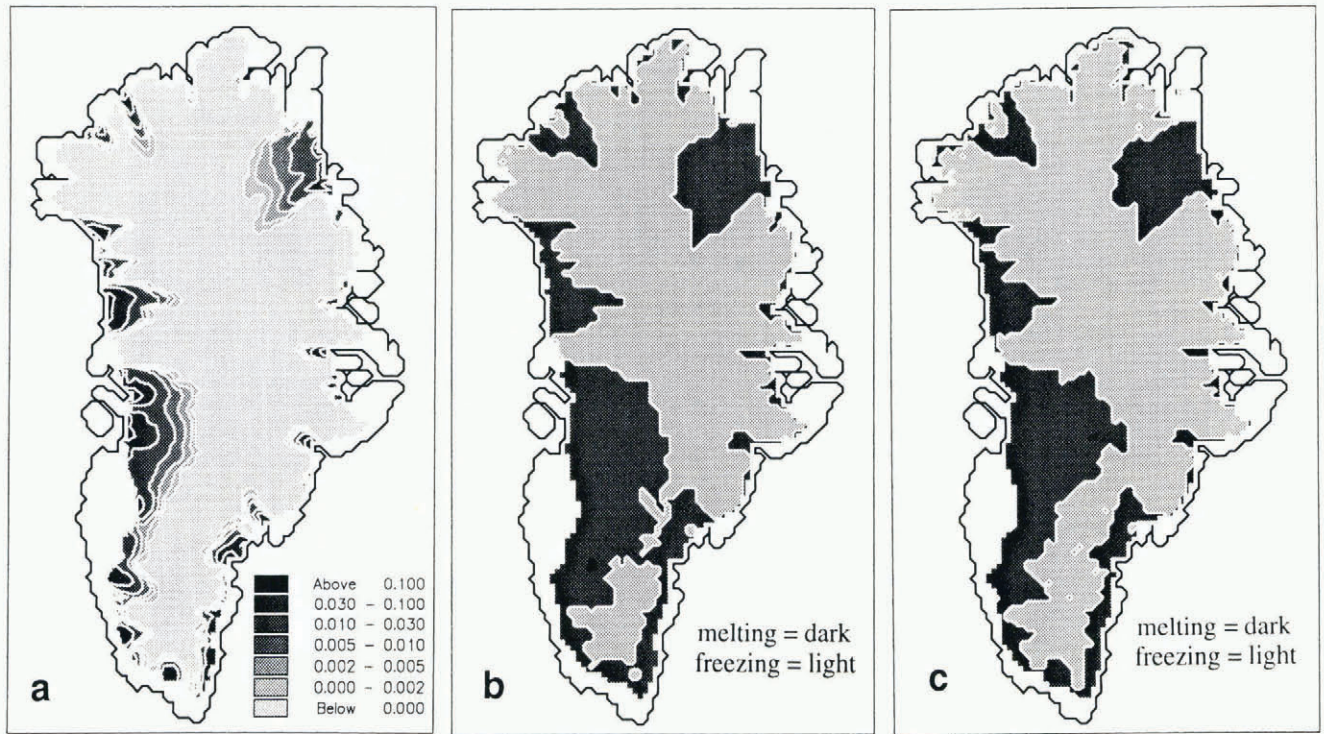 Above 0.100
0.030 - 0.100
0.010 - 0.030
0.005 - 0.010
0.002 - 0.005
0.000 - 0.002
Below 0.000
a
melting = dark
freezing = light
b
melting = dark
freezing = light
c